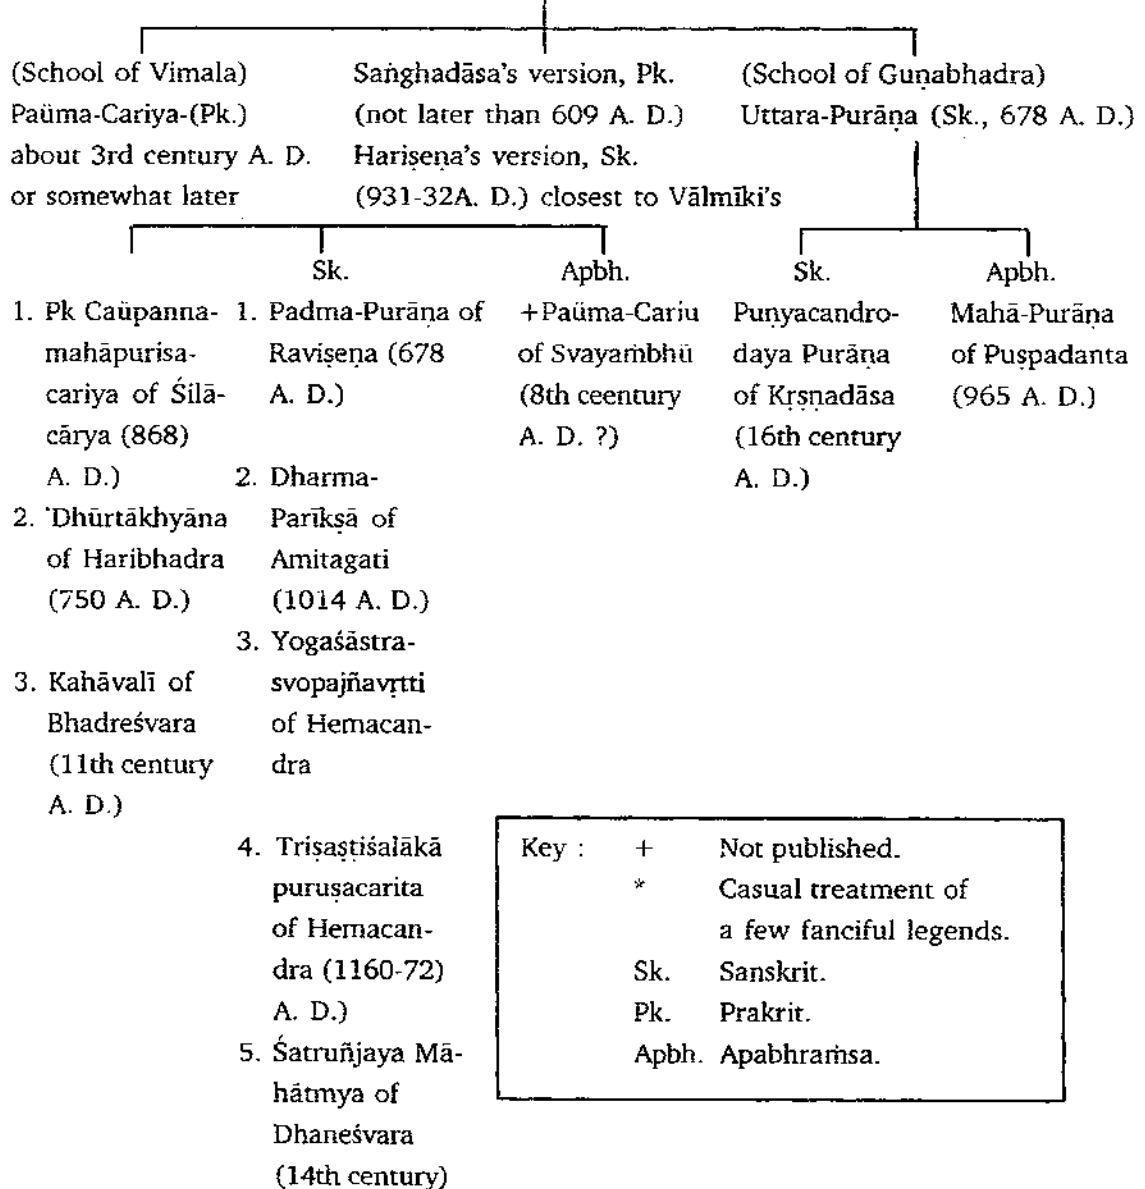 (School of Vimala)
Paüma-Cariya-(Pk.)
about 3rd century A. D.
or somewhat later
Saṅghadāsa's version, Pk.
(not later than 609 A. D.)
Hariṣeṇa's version, Sk.
(931-32A. D.) closest to Vālmīki's
(School of Guṇabhadra)
Uttara-Purāṇa (Sk., 678 A. D.)
1. Pk Caüpanna-
mahāpurisa-
cariya of Śilā-
cārya (868)
A. D.)
2. 'Dhūrtākhyāna
of Haribhadra
(750 A. D.)
3. Kahāvalī of
Bhadreśvara
(11th century
A. D.)
Sk.
1. Padma-Purāṇa of
Raviṣeṇa (678
A. D.)
2. Dharma-
Parīkṣā of
Amitagati
(1014 A. D.)
3. Yogaśāstra-
svopajñavṛtti
of Hemacan-
dra
4. Triṣaṣṭiśalākā
puruṣacarita
of Hemacan-
dra (1160-72)
A. D.)
5. Śatruñjaya Mā-
hātmya of
Dhaneśvara
(14th century)
Apbh.
+Paüma-Cariu
of Svayaṁbhū
(8th ceentury
A. D. ?)
Sk.
Puṇyacandro-
daya Purāṇa
of Kṛṣṇadāsa
(16th century
A. D.)
Apbh.
Mahā-Purāṇa
of Puṣpadanta
(965 A. D.)
Key : + Not published.
* Casual treatment of
a few fanciful legends.
Sk. Sanskrit.
Pk. Prakrit.
Apbh. Apabhraṁsa.